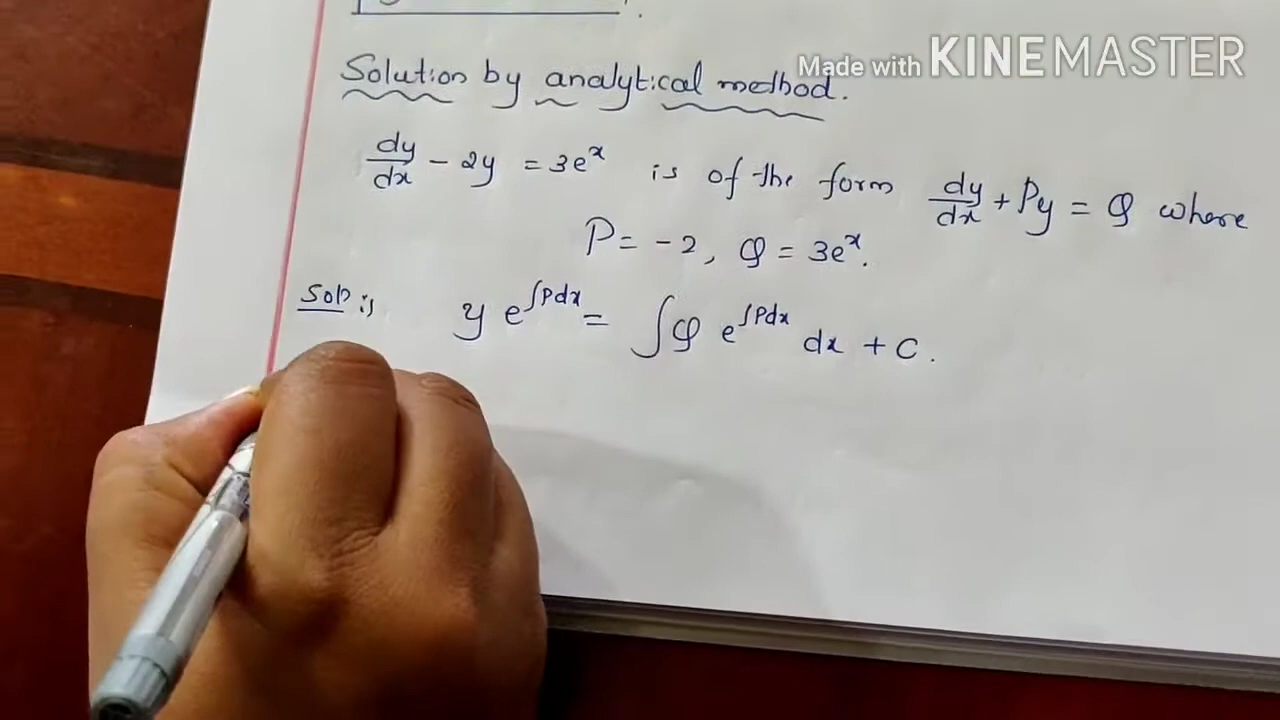 Made with KINEMASTER
Solution by analytical method.
dy/dx - 2y = 3e^x is of the form dy/dx + Py = Q where
P = -2, Q = 3e^x.
Soln is y e^∫Pdx = ∫Q e^∫Pdx dx + C.